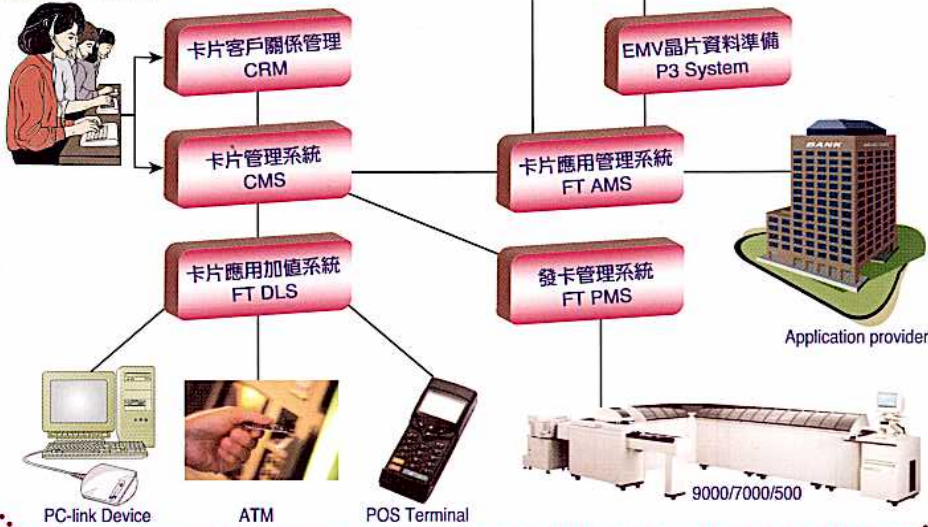 卡片客戶關係管理
CRM
EMV晶片資料準備
P3 System
卡片管理系統
CMS
卡片應用管理系統
FT AMS
BANK
卡片應用加值系統
FT DLS
發卡管理系統
FT PMS
Application provider
9000/7000/500
PC-link Device
ATM
POS Terminal